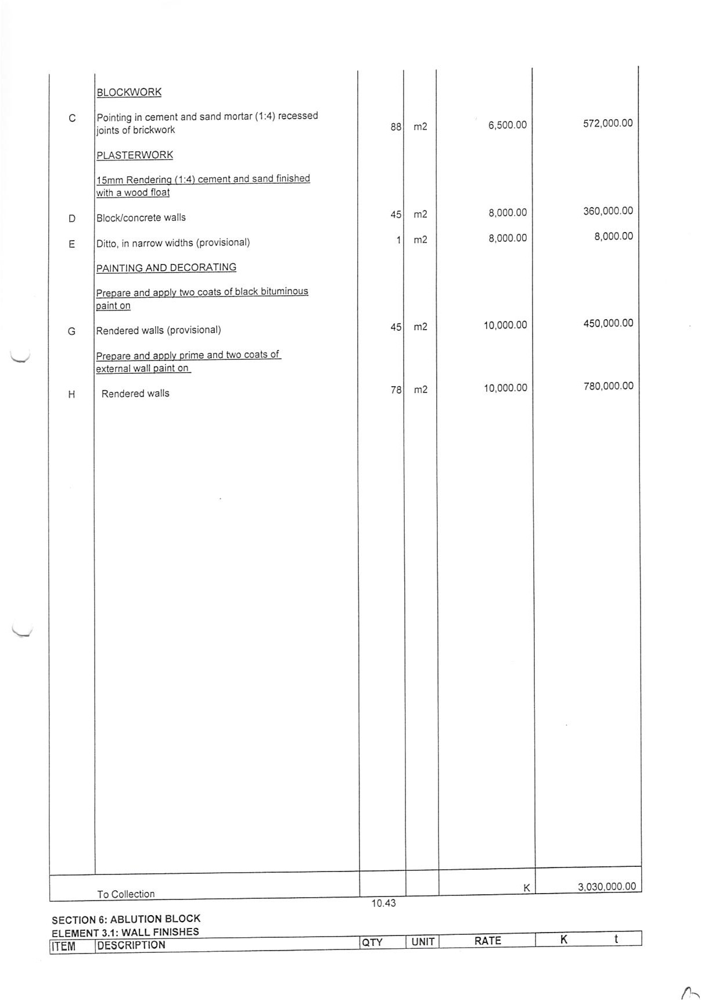 BLOCKWORK
C Pointing in cement and sand mortar (1:4) recessed
joints of brickwork 88 m2 6,500.00 572,000.00
PLASTERWORK
15mm Rendering (1:4) cement and sand finished
with a wood float
D Block/concrete walls 45 m2 8,000.00 360,000.00
E Ditto, in narrow widths (provisional) 1 m2 8,000.00 8,000.00
PAINTING AND DECORATING
Prepare and apply two coats of black bituminous
paint on
G Rendered walls (provisional) 45 m2 10,000.00 450,000.00
Prepare and apply prime and two coats of
external wall paint on
H Rendered walls 78 m2 10,000.00 780,000.00
To Collection K 3,030,000.00
10.43
SECTION 6: ABLUTION BLOCK
ELEMENT 3.1: WALL FINISHES
ITEM DESCRIPTION QTY UNIT RATE K t